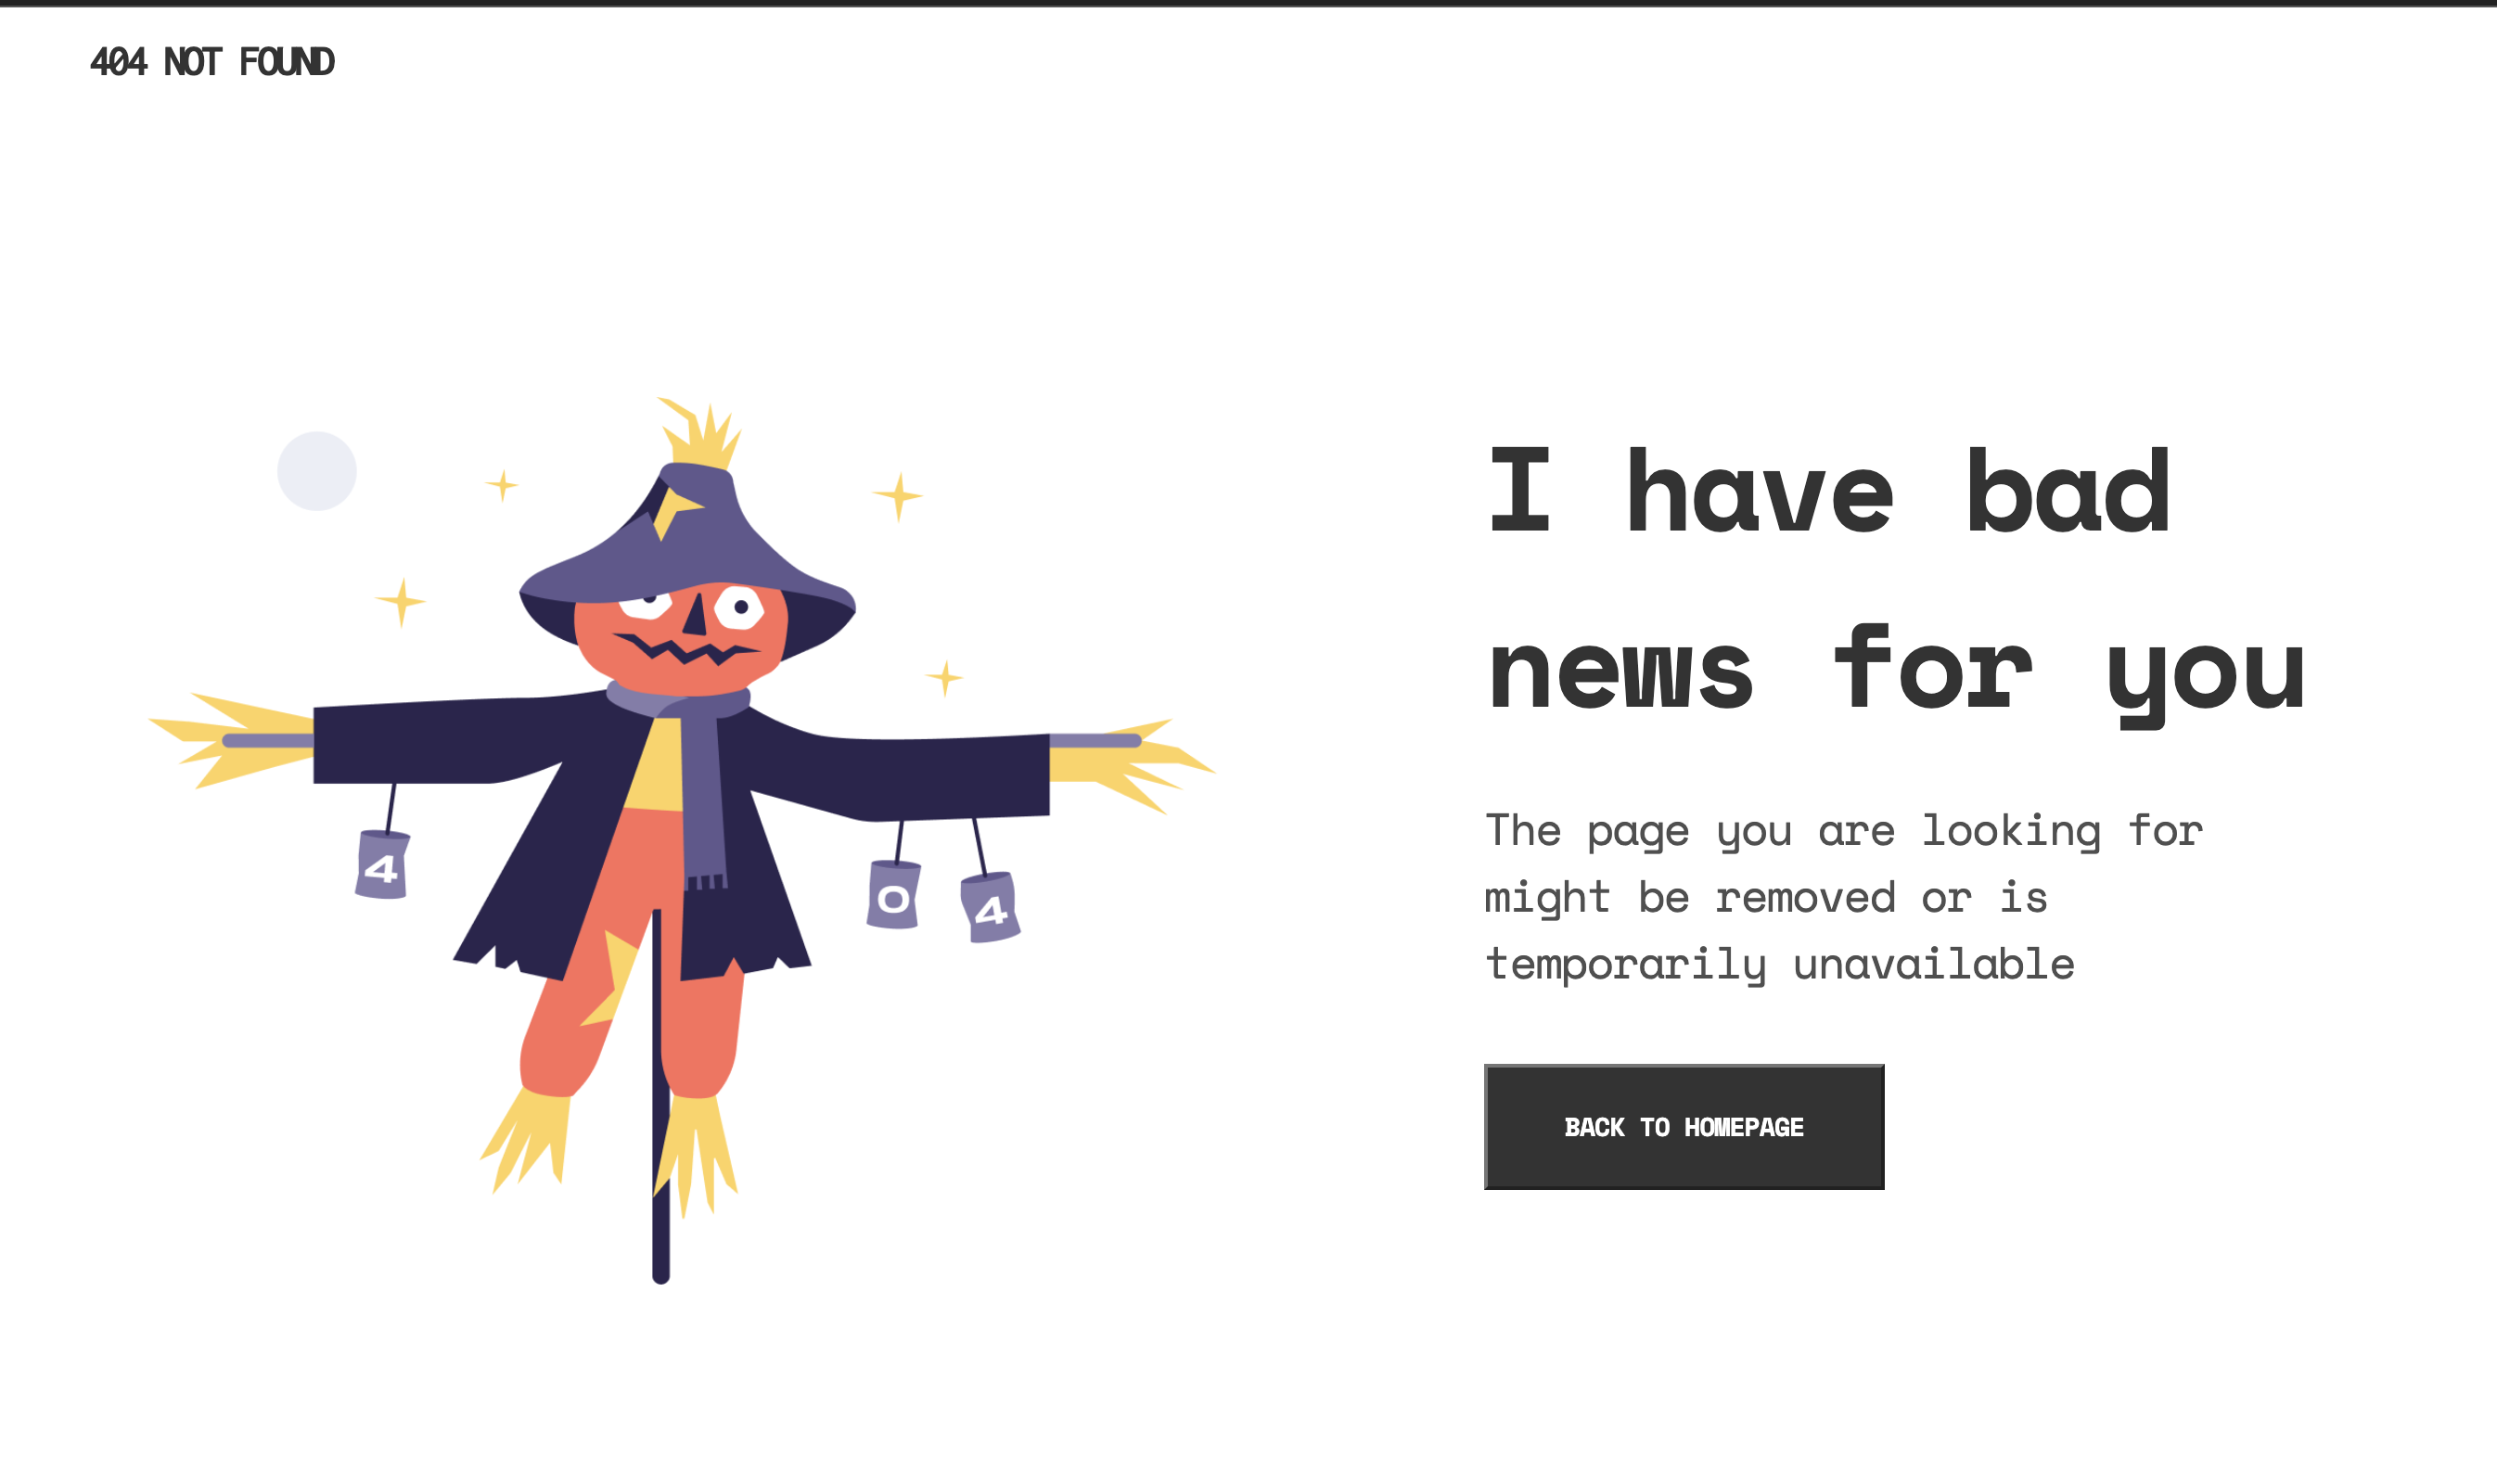 404 NOT FOUND
I have bad
news for you
The page you are looking for
might be removed or is
temporarily unavailable
BACK TO HOMEPAGE
4
0
4